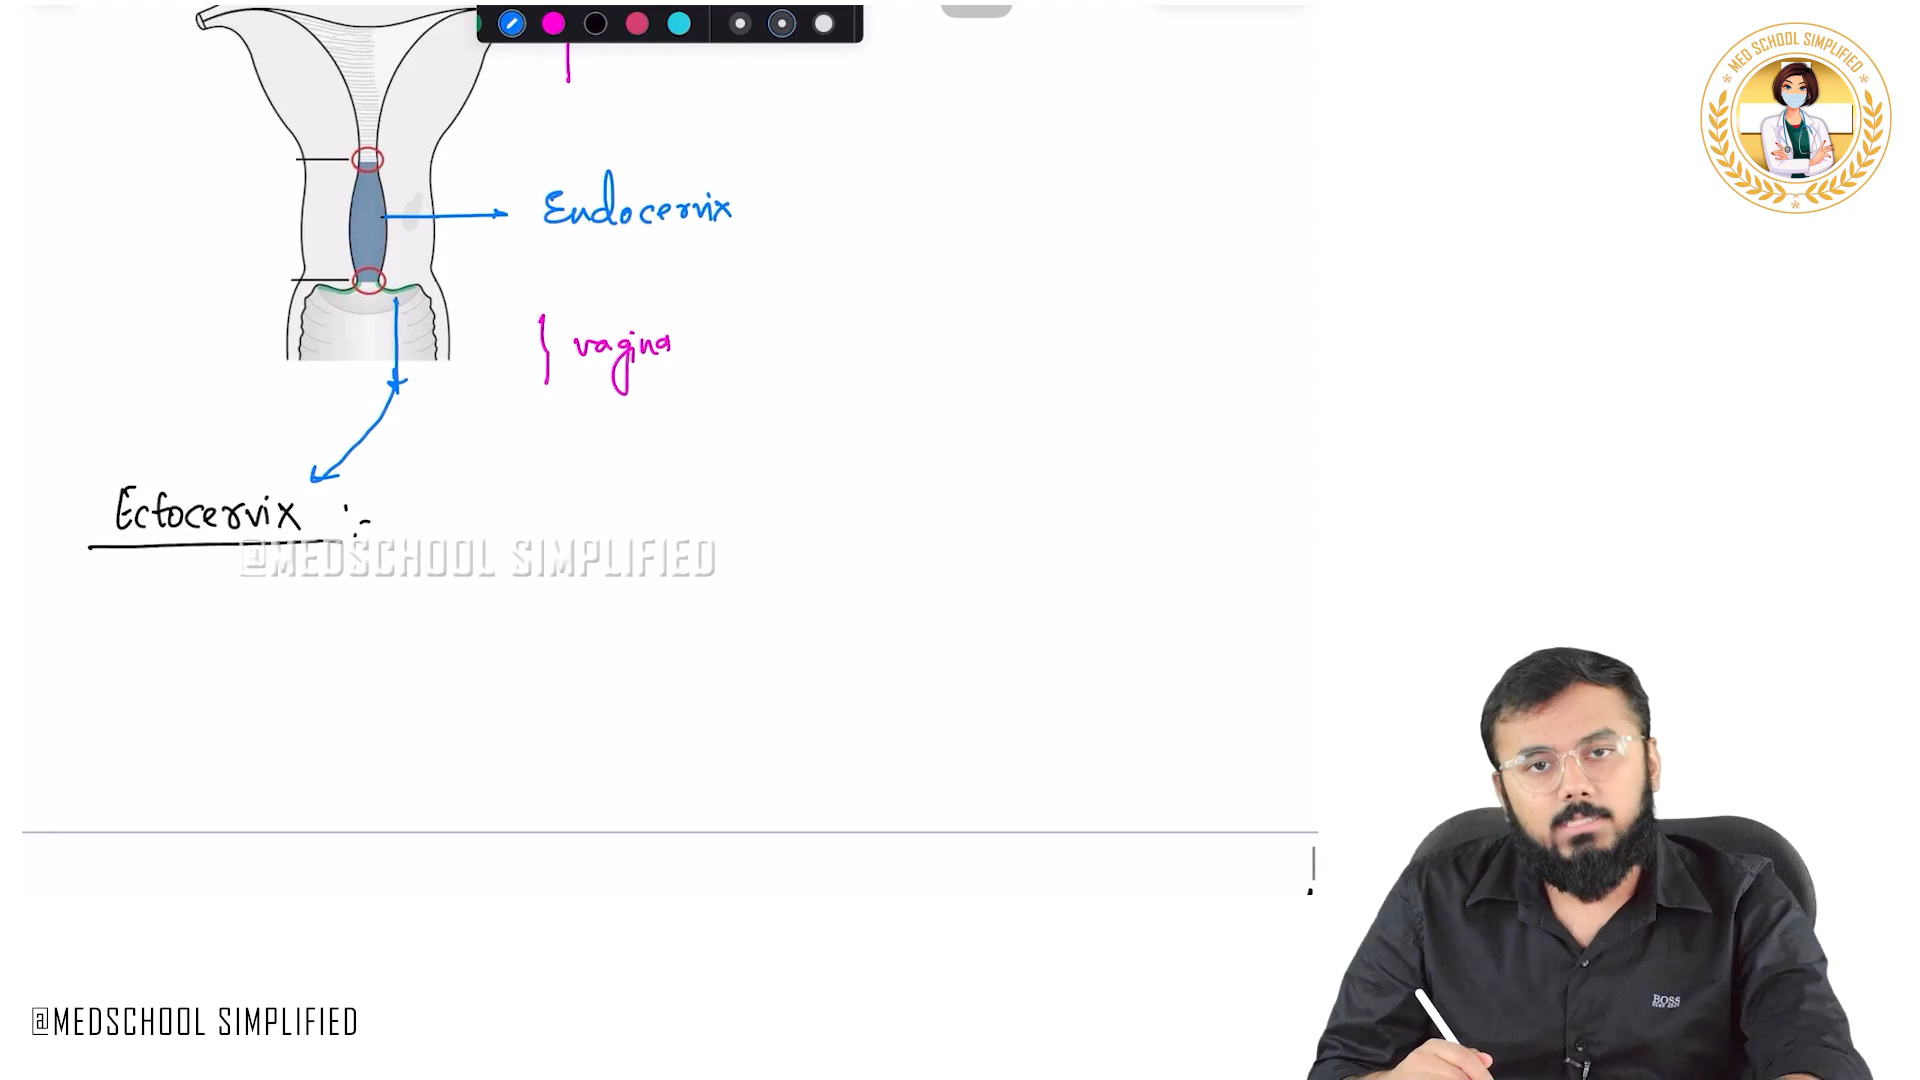 MED SCHOOL SIMPLIFIED
Endocervix
vagina
Ectocervix :-
@MEDSCHOOL SIMPLIFIED
BOSS
@MEDSCHOOL SIMPLIFIED